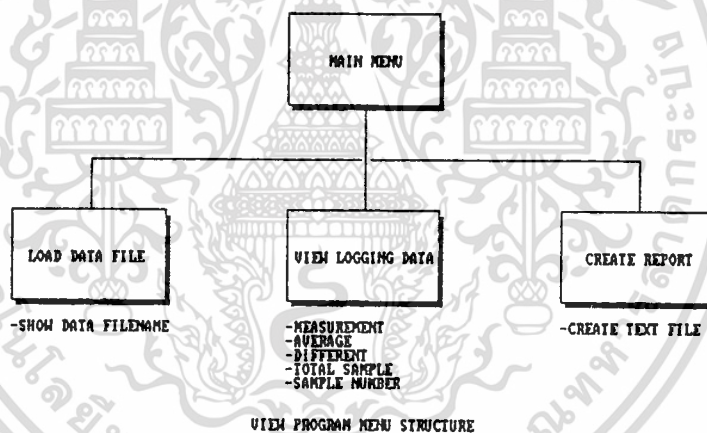 MAIN MENU
LOAD DATA FILE
VIEW LOGGING DATA
CREATE REPORT
-SHOW DATA FILENAME
-MEASUREMENT
-AVERAGE
-DIFFERENT
-TOTAL SAMPLE
-SAMPLE NUMBER
-CREATE TEXT FILE
VIEW PROGRAM MENU STRUCTURE